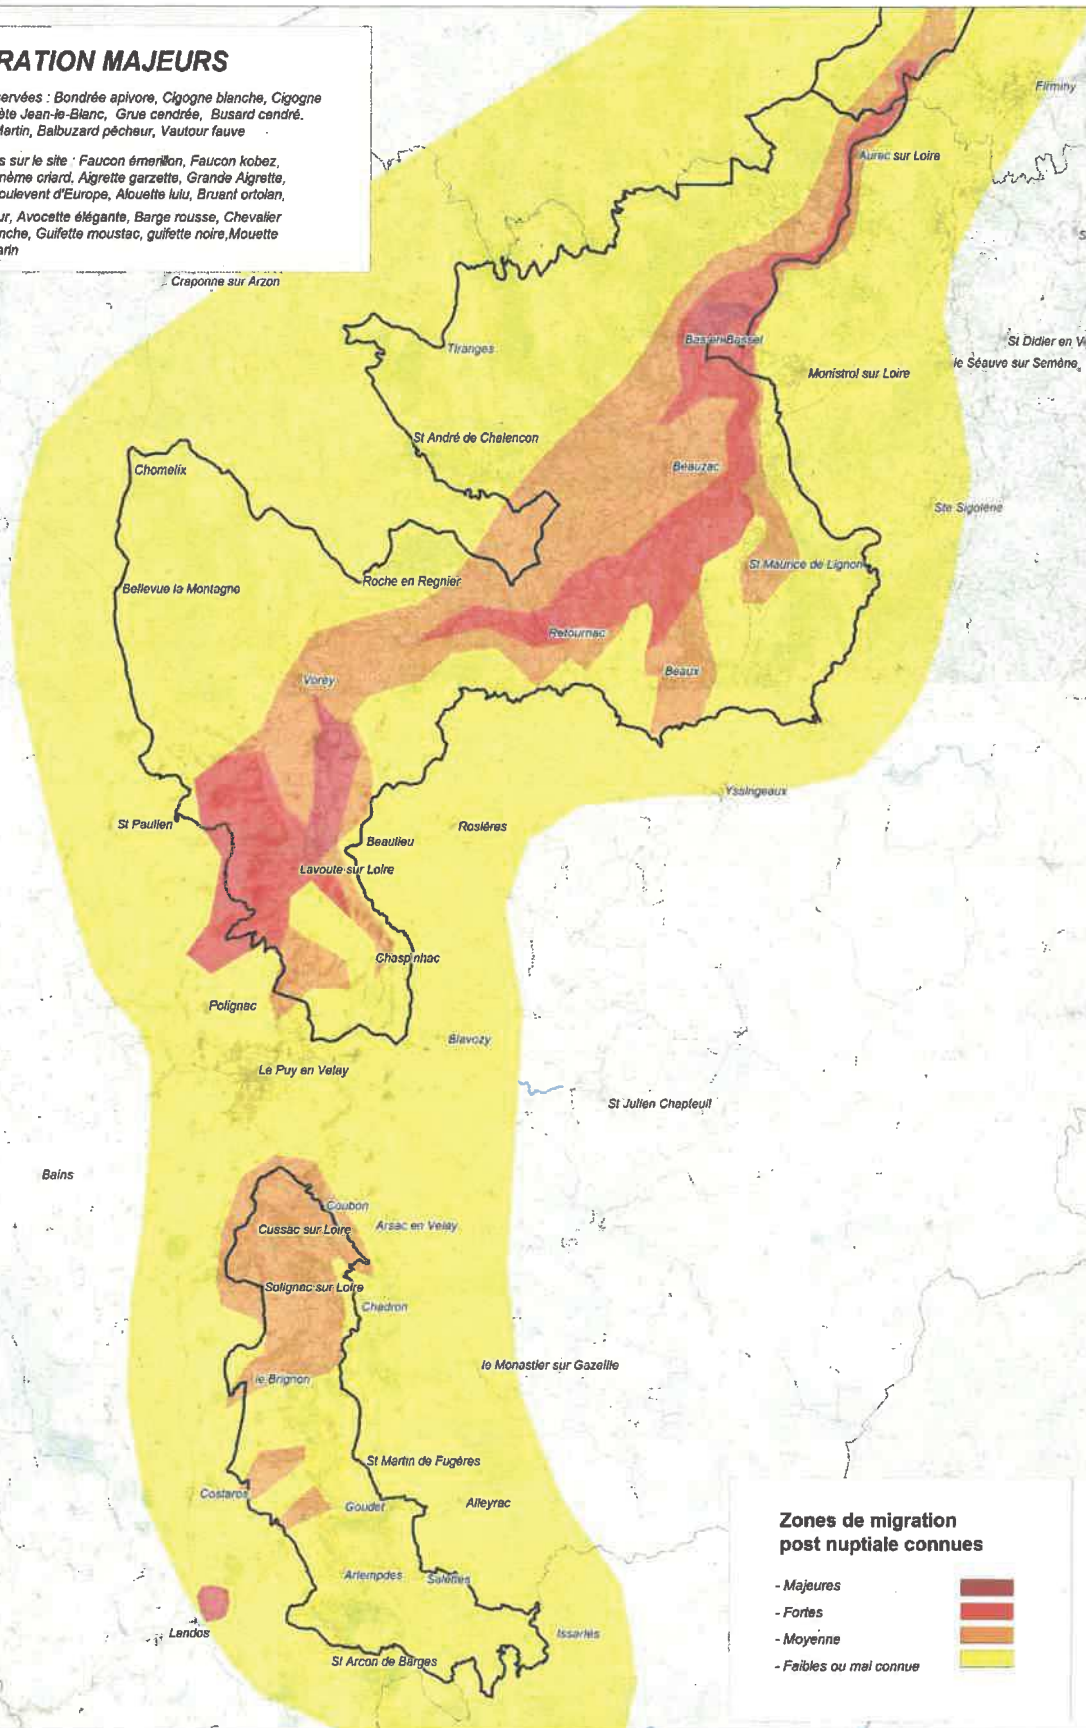 RATION MAJEURS
ervées : Bondrée apivore, Cigogne blanche, Cigogne
ète Jean-le-Blanc, Grue cendrée, Busard cendré.
Martin, Balbuzard pêcheur, Vautour fauve
s sur le site : Faucon émerillon, Faucon kobez,
nème criard, Aigrette garzette, Grande Aigrette,
oulevent d'Europe, Alouette lulu, Bruant ortolan,
ur, Avocette élégante, Barge rousse, Chevalier
nche, Guifette moustac, guifette noire,Mouette
arin
Firminy
Aurec sur Loire
Craponne sur Arzon
Tiranges
Bas en Basset
St Didier en V
le Séauve sur Semène
Monistrol sur Loire
St André de Chalencon
Chomelix
Beauzac
Ste Sigolène
St Maurice de Lignon
Roche en Regnier
Bellevue la Montagne
Retournac
Beaux
Vorey
Yssingeaux
St Paulien
Rosières
Beaulieu
Lavoute sur Loire
Chaspinhac
Polignac
Blavozy
Le Puy en Velay
St Julien Chapteuil
Bains
Coubon
Cussac sur Loire
Arsac en Velay
Solignac sur Loire
Chadron
le Monastier sur Gazeille
le Brignon
St Martin de Fugères
Costaros
Goudet
Alleyrac
Arlempdes
Salettes
Landos
Issarlès
St Arcon de Barges
Zones de migration
post nuptiale connues
- Majeures
- Fortes
- Moyenne
- Faibles ou mal connue